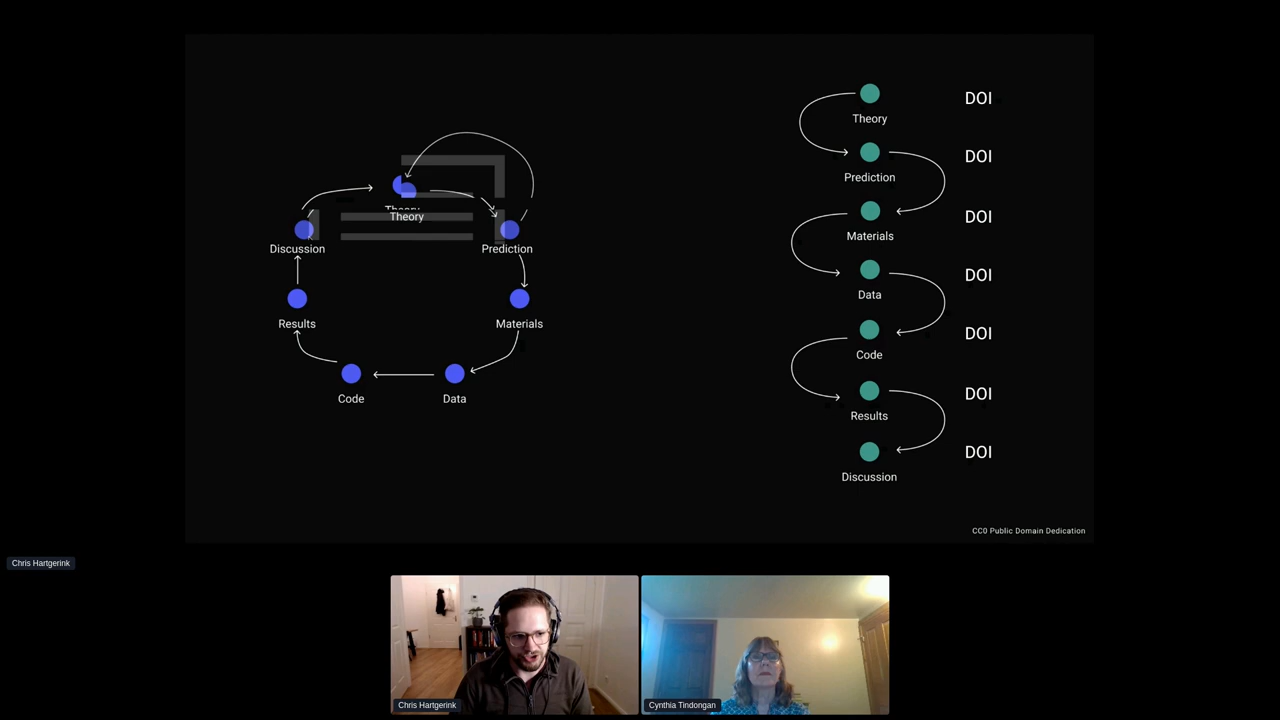 Theory
Theory
Discussion
Prediction
Results
Materials
Code
Data
Theory
DOI
Prediction
DOI
Materials
DOI
Data
DOI
Code
DOI
Results
DOI
Discussion
DOI
CC0 Public Domain Dedication
Chris Hartgerink
Chris Hartgerink
Cynthia Tindongan